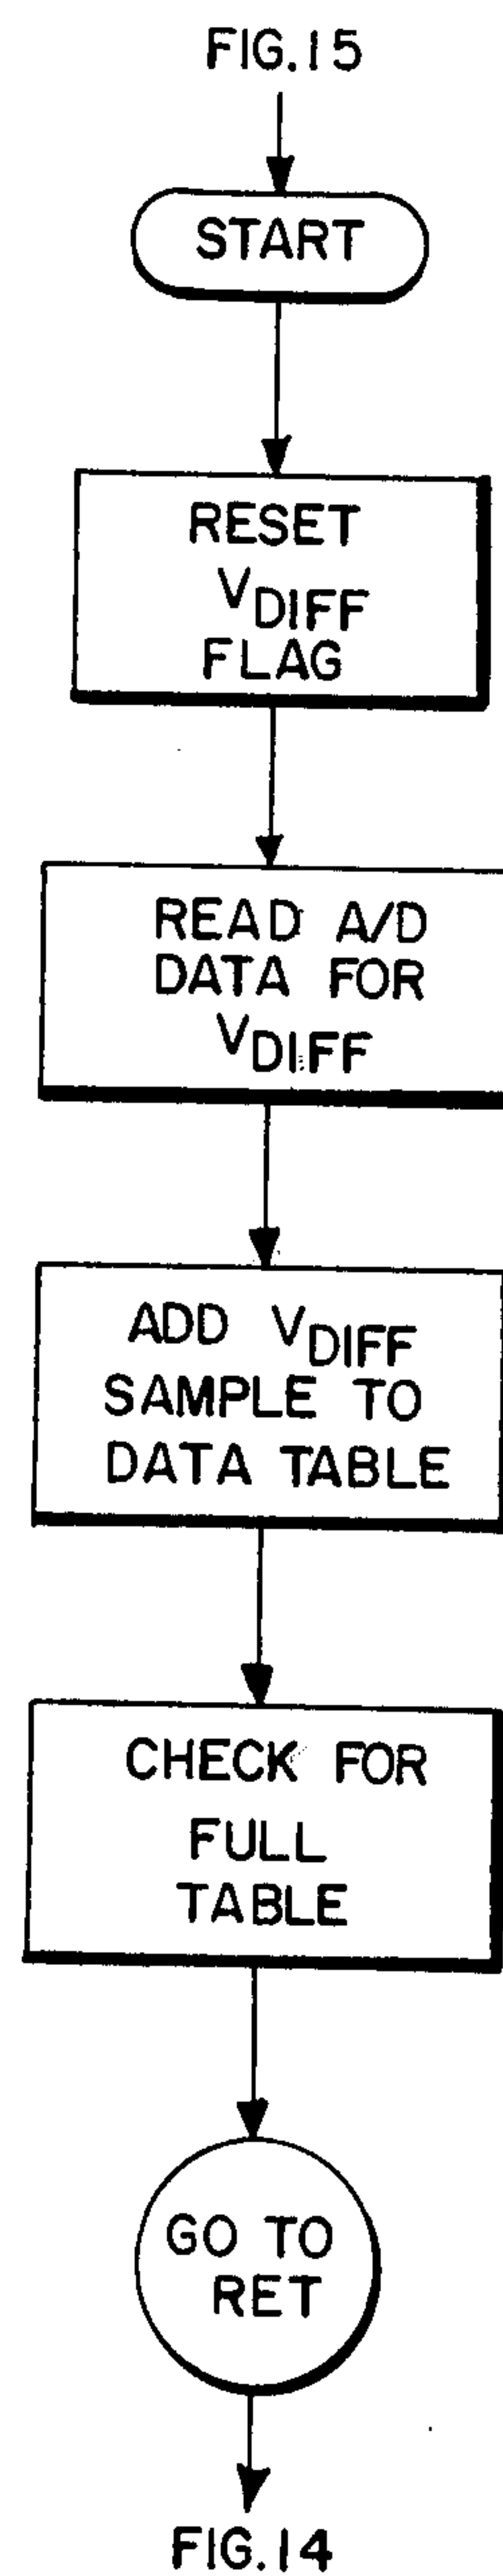 FIG.15
START
RESET
VDIFF
FLAG
READ A/D
DATA FOR
VDIFF
ADD VDIFF
SAMPLE TO
DATA TABLE
CHECK FOR
FULL
TABLE
GO TO
RET
FIG.14